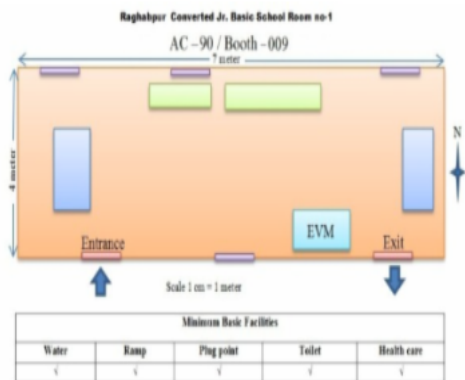 Raghabpur Converted Jr. Basic School Room no-1
AC –90 / Booth –009
7 meter
4 meter
N
EVM
Entrance
Exit
Scale 1 cm = 1 meter
Minimum Basic Facilities
Water Ramp Plug point Toilet Health care
√ √ √ √ √